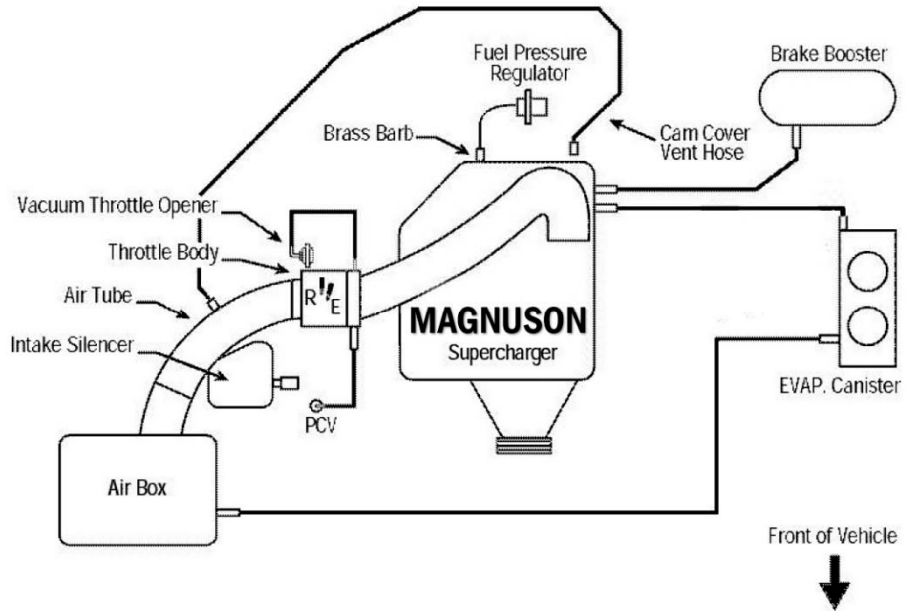 Fuel Pressure
Regulator
Brake Booster
Brass Barb
Cam Cover
Vent Hose
Vacuum Throttle Opener
Throttle Body
Air Tube
R E
MAGNUSON
Supercharger
Intake Silencer
EVAP. Canister
PCV
Air Box
Front of Vehicle